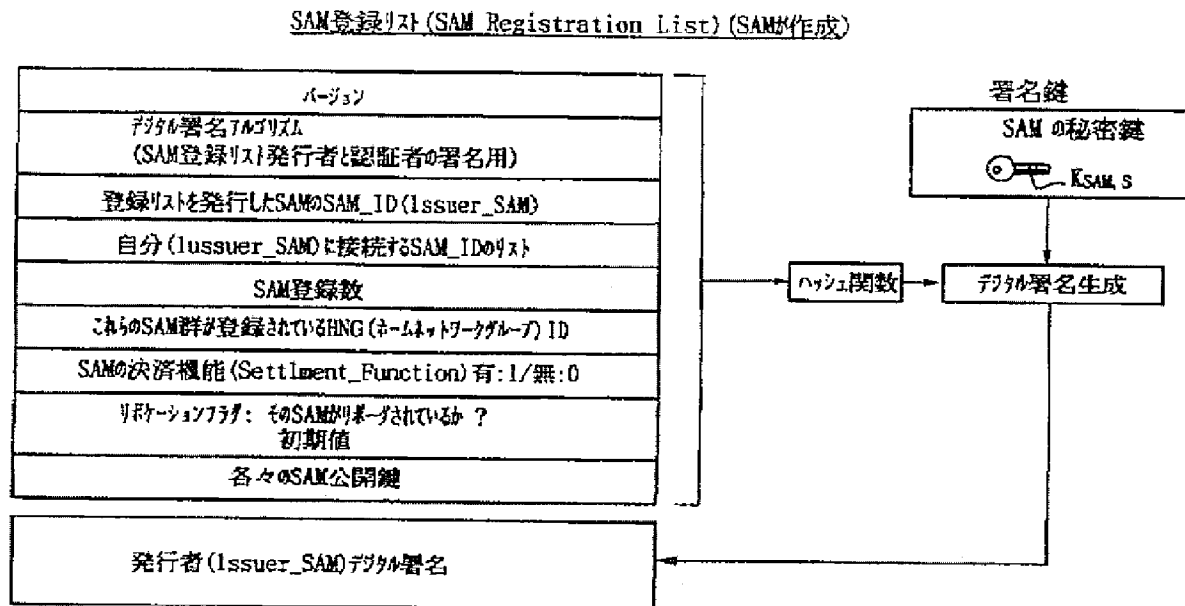 SAM登録リスト(SAM Registration List)(SAMが作成)
バージョン
デジタル署名アルゴリズム
(SAM登録リスト発行者と認証者の署名用)
登録リストを発行したSAMのSAM_ID(lssuer_SAM)
自分(lussuer_SAM)に接続するSAM_IDのリスト
SAM登録数
これらのSAM群が登録されているHNG(ホームネットワークグループ)ID
SAMの決済機能(Settlment_Function)有:1/無:0
リボケーションフラグ: そのSAMがリボークされているか ?
初期値
各々のSAM公開鍵
発行者(lssuer_SAM)デジタル署名
ハッシュ関数
署名鍵
SAM の秘密鍵
KSAM,S
デジタル署名生成